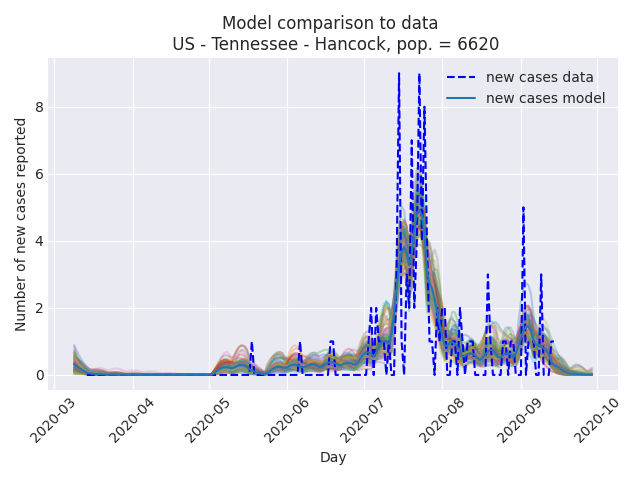 Model comparison to data
US - Tennessee - Hancock, pop. = 6620
new cases data
new cases model
Number of new cases reported
8
6
4
2
0
2020-03
2020-04
2020-05
2020-06
2020-07
2020-08
2020-09
2020-10
Day